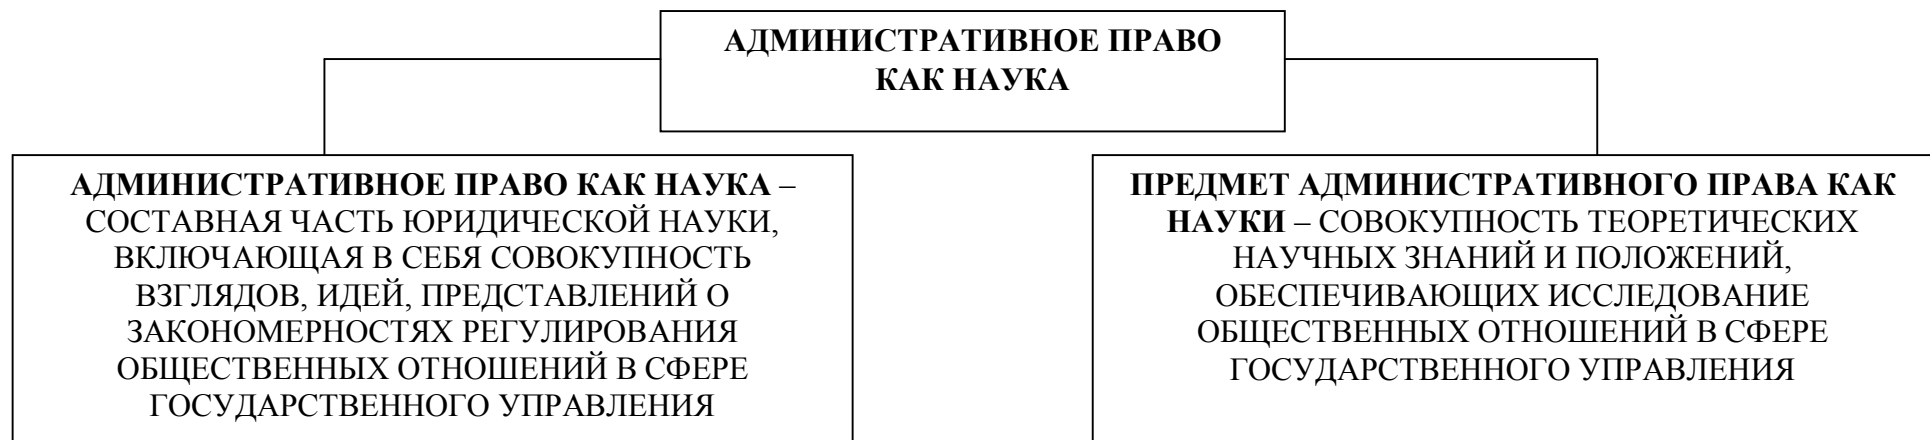 АДМИНИСТРАТИВНОЕ ПРАВО
КАК НАУКА
АДМИНИСТРАТИВНОЕ ПРАВО КАК НАУКА –
СОСТАВНАЯ ЧАСТЬ ЮРИДИЧЕСКОЙ НАУКИ,
ВКЛЮЧАЮЩАЯ В СЕБЯ СОВОКУПНОСТЬ
ВЗГЛЯДОВ, ИДЕЙ, ПРЕДСТАВЛЕНИЙ О
ЗАКОНОМЕРНОСТЯХ РЕГУЛИРОВАНИЯ
ОБЩЕСТВЕННЫХ ОТНОШЕНИЙ В СФЕРЕ
ГОСУДАРСТВЕННОГО УПРАВЛЕНИЯ
ПРЕДМЕТ АДМИНИСТРАТИВНОГО ПРАВА КАК
НАУКИ – СОВОКУПНОСТЬ ТЕОРЕТИЧЕСКИХ
НАУЧНЫХ ЗНАНИЙ И ПОЛОЖЕНИЙ,
ОБЕСПЕЧИВАЮЩИХ ИССЛЕДОВАНИЕ
ОБЩЕСТВЕННЫХ ОТНОШЕНИЙ В СФЕРЕ
ГОСУДАРСТВЕННОГО УПРАВЛЕНИЯ